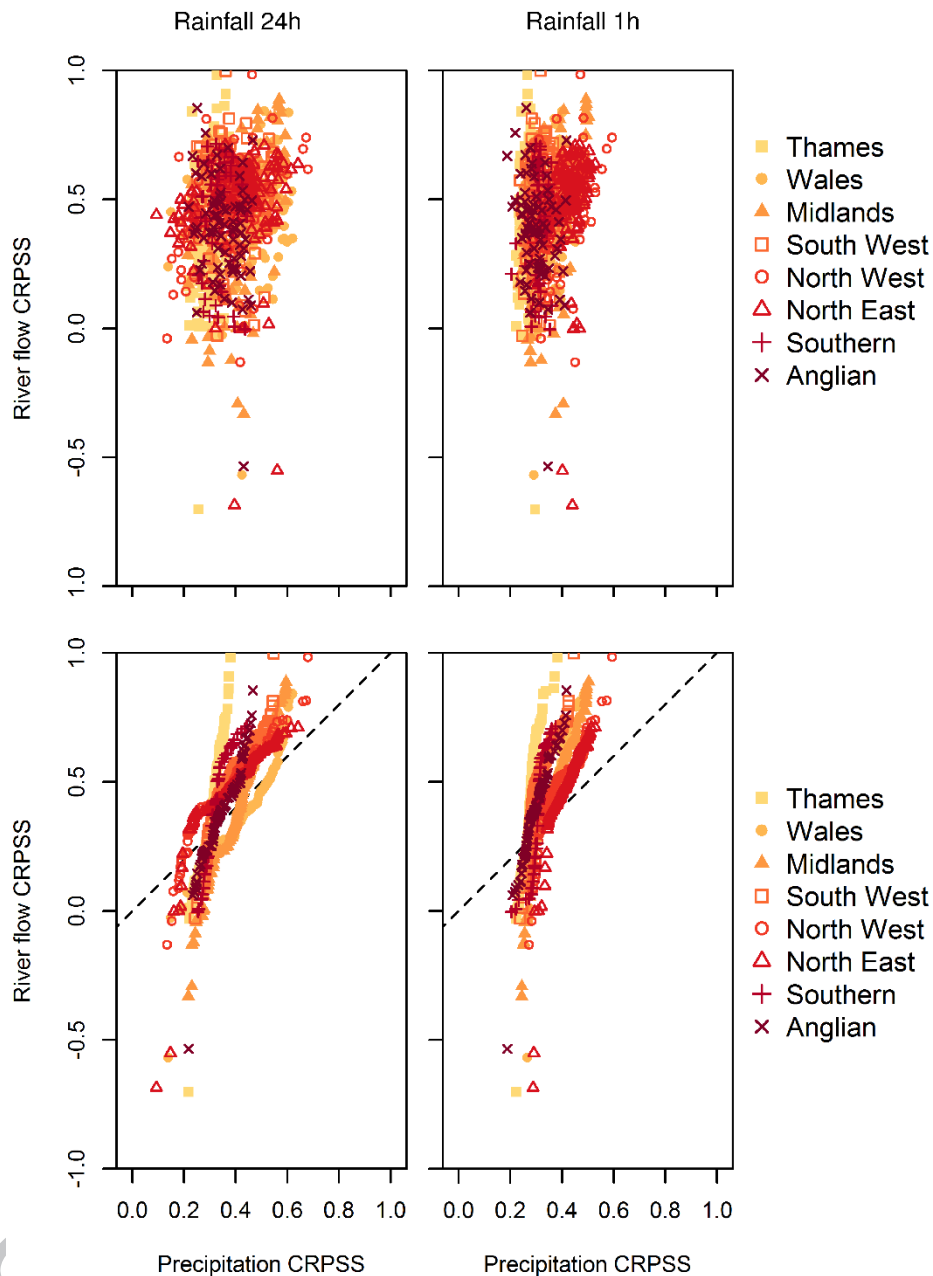 Rainfall 24h Rainfall 1h
River flow CRPSS
1.0
0.5
0.0
-0.5
1.0
Thames
Wales
Midlands
South West
North West
North East
Southern
Anglian
River flow CRPSS
1.0
0.5
0.0
-0.5
-1.0
Thames
Wales
Midlands
South West
North West
North East
Southern
Anglian
0.0 0.2 0.4 0.6 0.8 1.0 0.0 0.2 0.4 0.6 0.8 1.0
Precipitation CRPSS Precipitation CRPSS